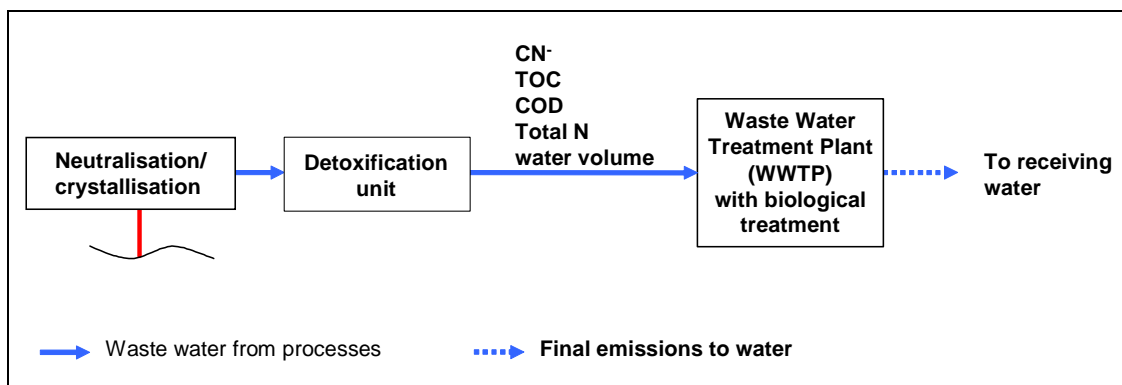 CN-
TOC
COD
Total N
water volume
Neutralisation/
crystallisation
Detoxification
unit
Waste Water
Treatment Plant
(WWTP)
with biological
treatment
To receiving
water
Waste water from processes
Final emissions to water